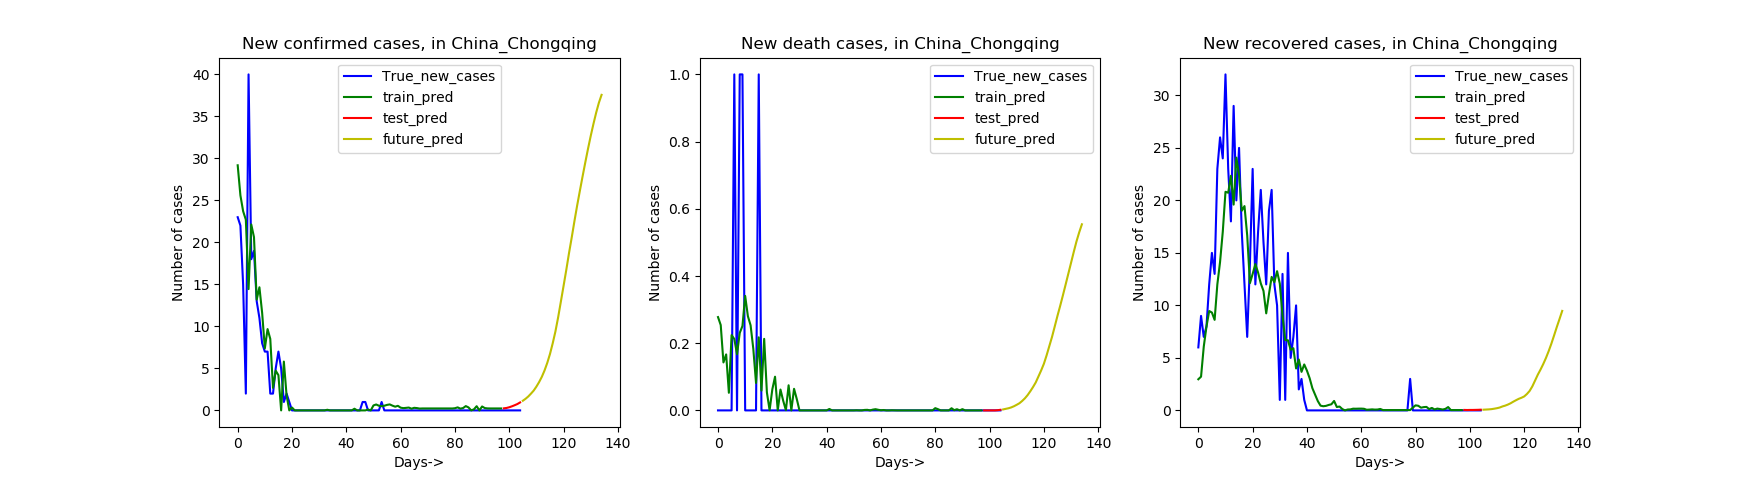 New confirmed cases, in China_Chongqing
40
35
30
25
20
15
10
5
0
Number of cases
True_new_cases
train_pred
test_pred
future_pred
0 20 40 60 80 100 120 140
Days->
New death cases, in China_Chongqing
1.0
0.8
0.6
0.4
0.2
0.0
Number of cases
True_new_cases
train_pred
test_pred
future_pred
0 20 40 60 80 100 120 140
Days->
New recovered cases, in China_Chongqing
30
25
20
15
10
5
0
Number of cases
True_new_cases
train_pred
test_pred
future_pred
0 20 40 60 80 100 120 140
Days->